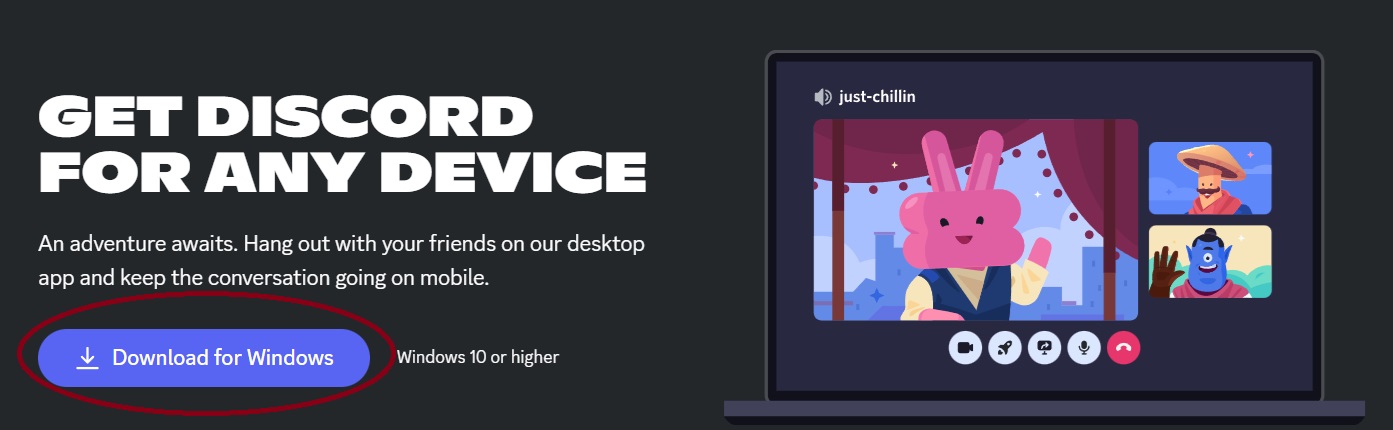 GET DISCORD
FOR ANY DEVICE
An adventure awaits. Hang out with your friends on our desktop
app and keep the conversation going on mobile.
Download for Windows
Windows 10 or higher
just-chillin